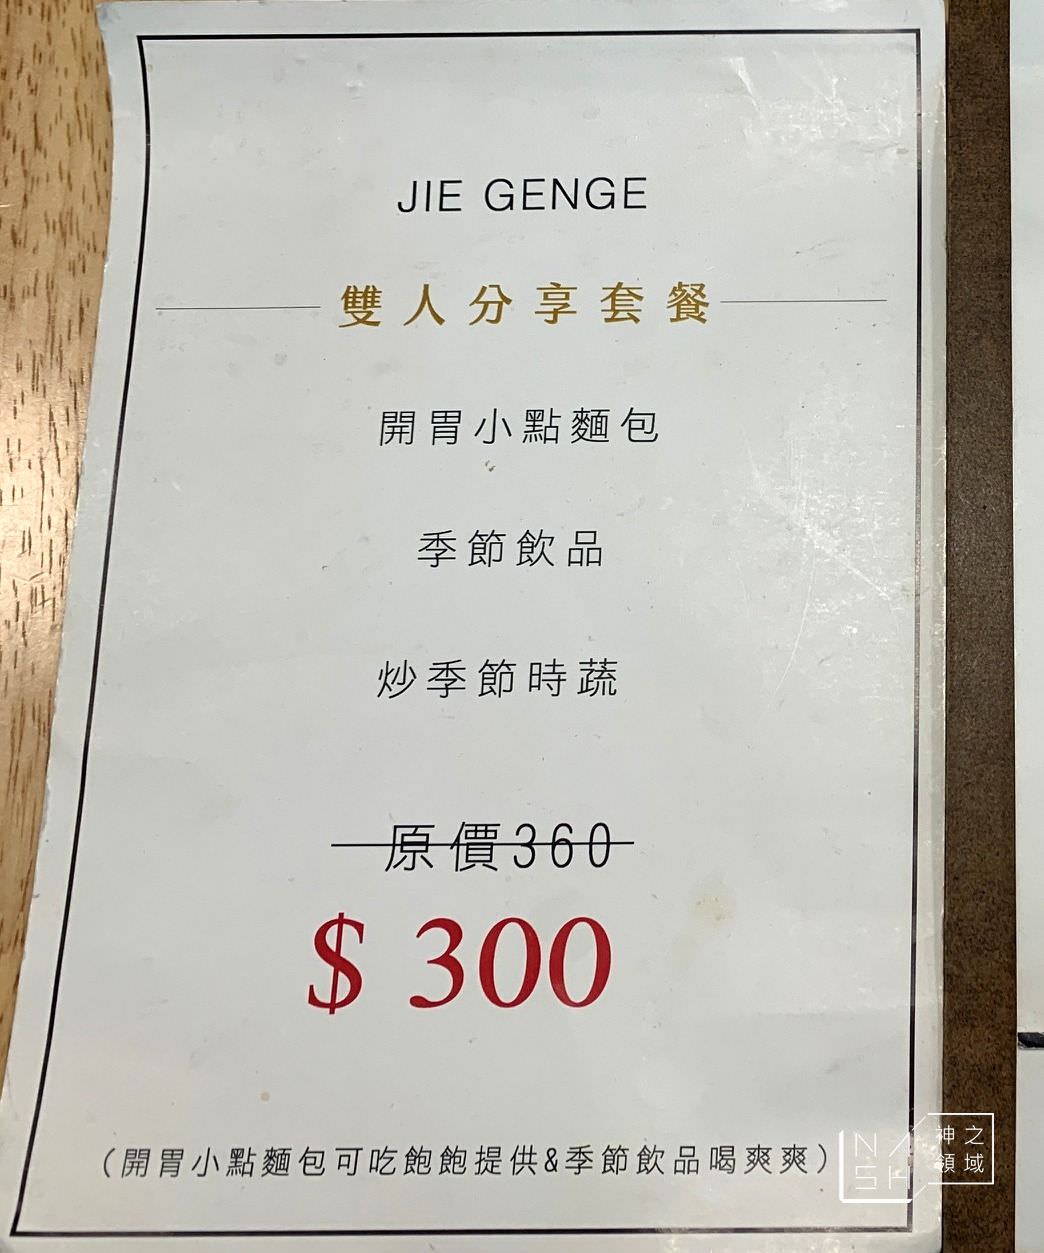 JIE GENGE
雙人分享套餐
開胃小點麵包
季節飲品
炒季節時蔬
原價360
$ 300
（開胃小點麵包可吃飽飽提供&季節飲品喝爽爽）
NASH
神之
領域